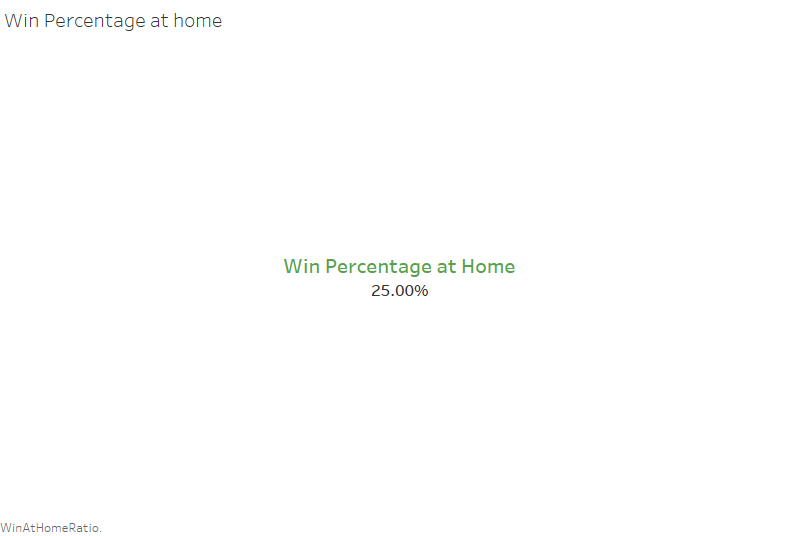 Win Percentage at home
Win Percentage at Home
25.00%
WinAtHomeRatio.